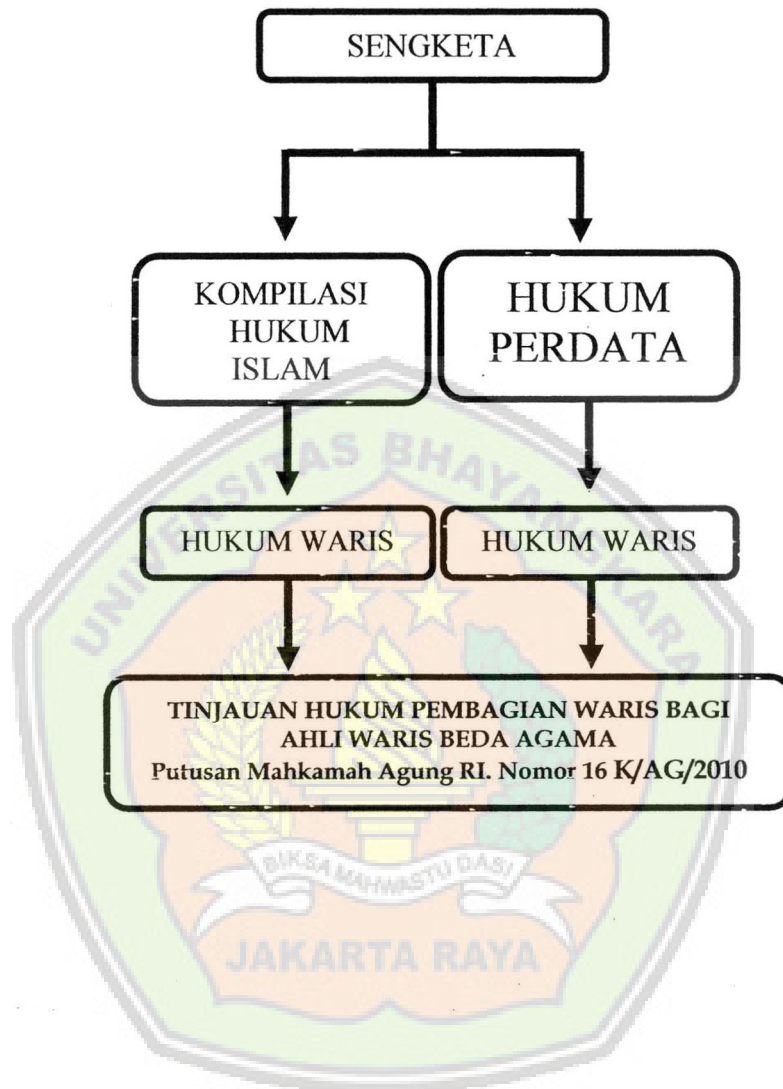 SENGKETA
KOMPILASI
HUKUM
ISLAM
HUKUM
PERDATA
HUKUM WARIS
HUKUM WARIS
TINJAUAN HUKUM PEMBAGIAN WARIS BAGI
AHLI WARIS BEDA AGAMA
Putusan Mahkamah Agung RI. Nomor 16 K/AG/2010
UNIVERSITAS BHAYANGKARA
BIKSA MAHWASTU DASI
JAKARTA RAYA